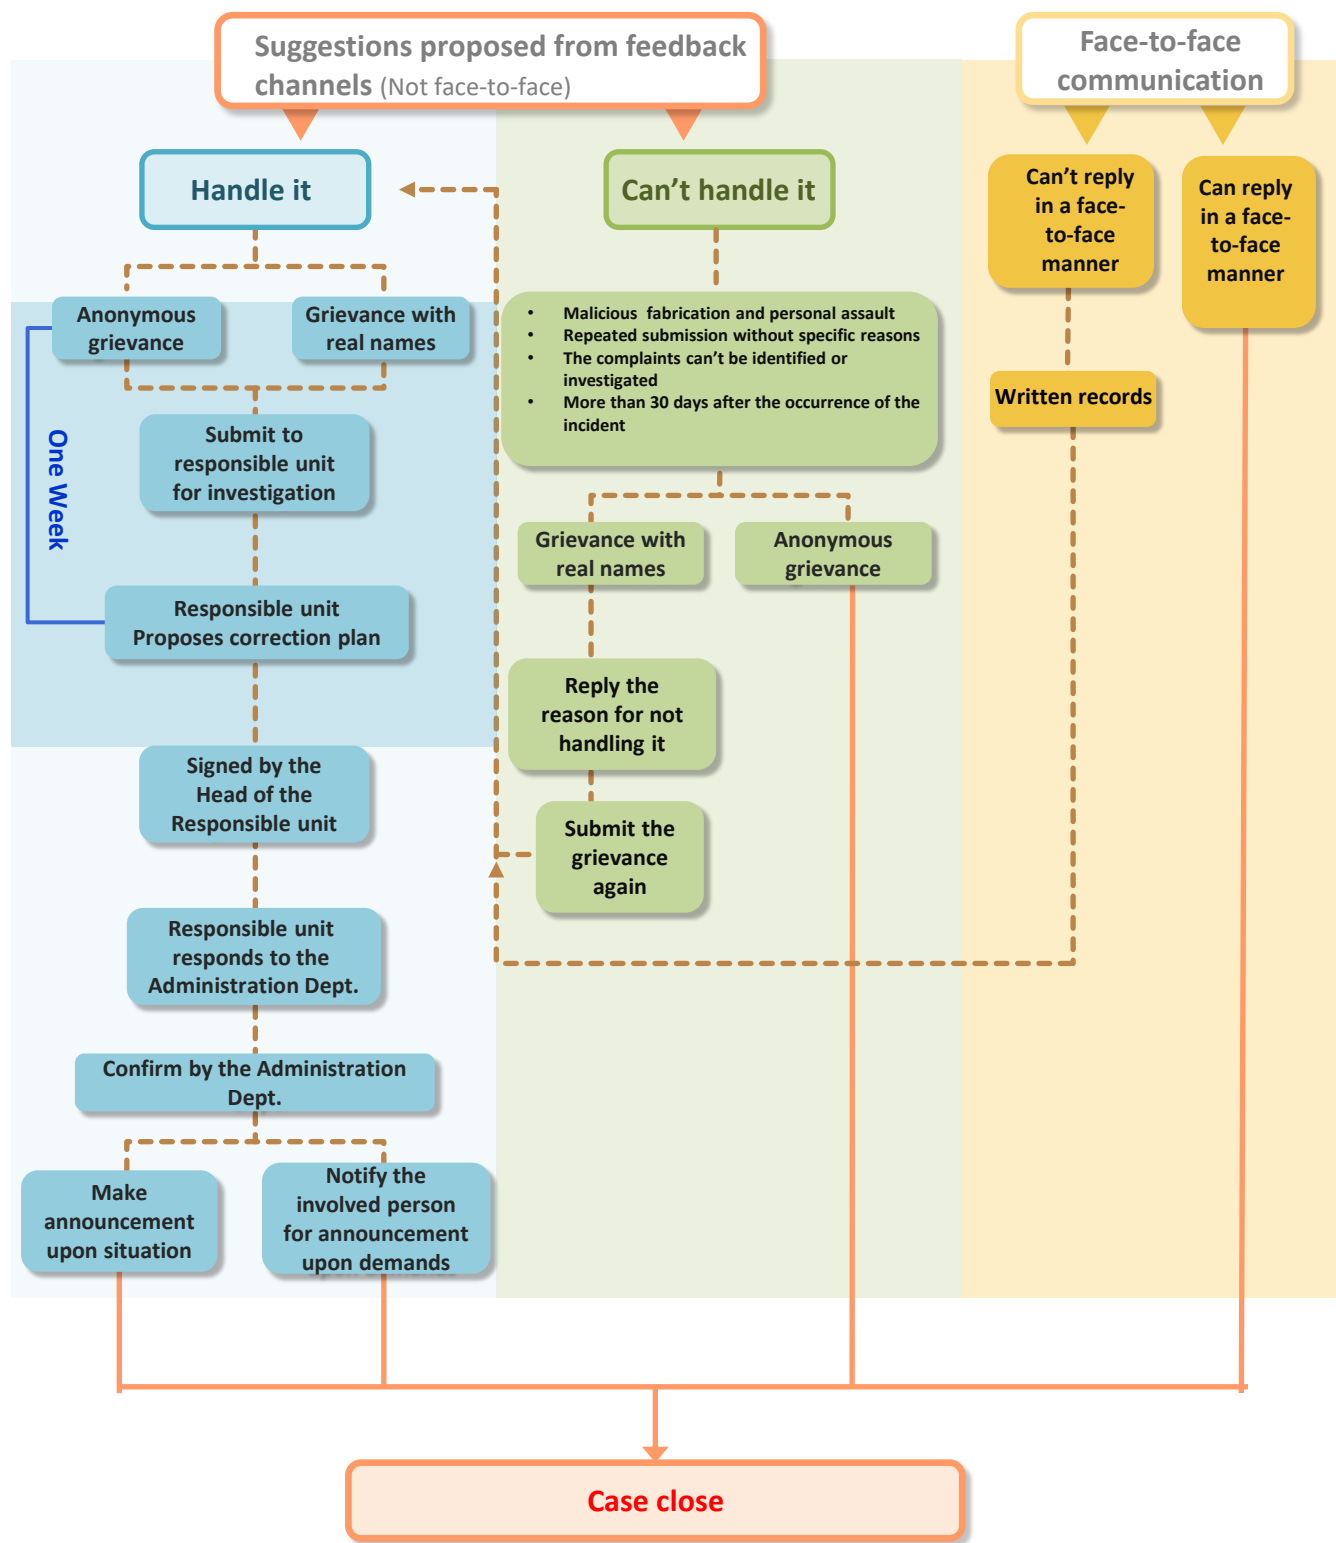 Suggestions proposed from feedback
channels (Not face-to-face)
Face-to-face
communication
Handle it
Can't handle it
Can't reply
in a face-
to-face
manner
Can reply
in a face-
to-face
manner
Anonymous
grievance
Grievance with
real names
• Malicious fabrication and personal assault
• Repeated submission without specific reasons
• The complaints can't be identified or
investigated
• More than 30 days after the occurrence of the
incident
Written records
One Week
Submit to
responsible unit
for investigation
Grievance with
real names
Anonymous
grievance
Responsible unit
Proposes correction plan
Reply the
reason for not
handling it
Signed by the
Head of the
Responsible unit
Submit the
grievance
again
Responsible unit
responds to the
Administration Dept.
Confirm by the Administration
Dept.
Make
announcement
upon situation
Notify the
involved person
for announcement
upon demands
Case close